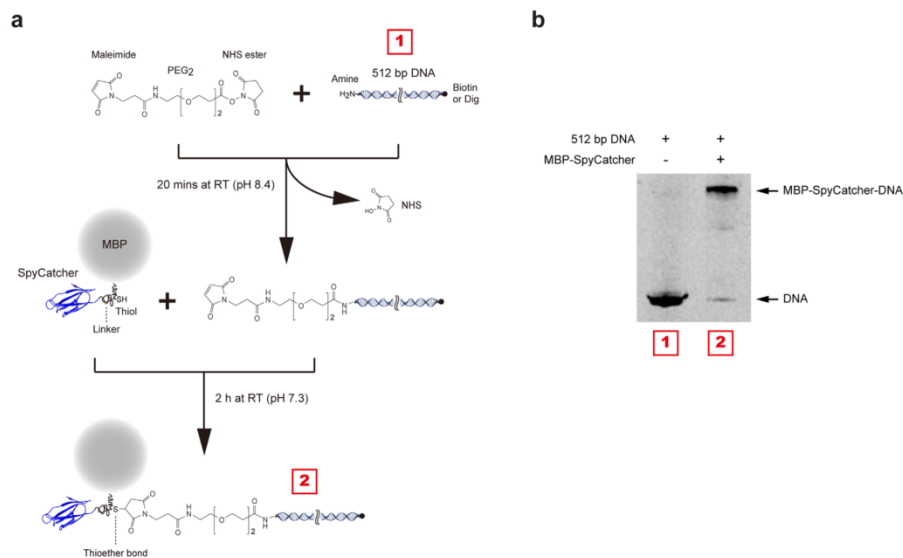 a
Maleimide
PEG2
NHS ester
1
512 bp DNA
Amine
H2N
Biotin
or Dig
O
O
N
O
N
H
O
2
O
O
N
O
O
+
20 mins at RT (pH 8.4)
O
N
HO
O
NHS
MBP
SpyCatcher
SH
Thiol
Linker
+
O
N
O
O
H
N
O
2
O
N
H
2 h at RT (pH 7.3)
2
S
O
N
O
O
H
N
O
2
O
N
H
Thioether bond
b
512 bp DNA + +
MBP-SpyCatcher - +
MBP-SpyCatcher-DNA
DNA
1 2